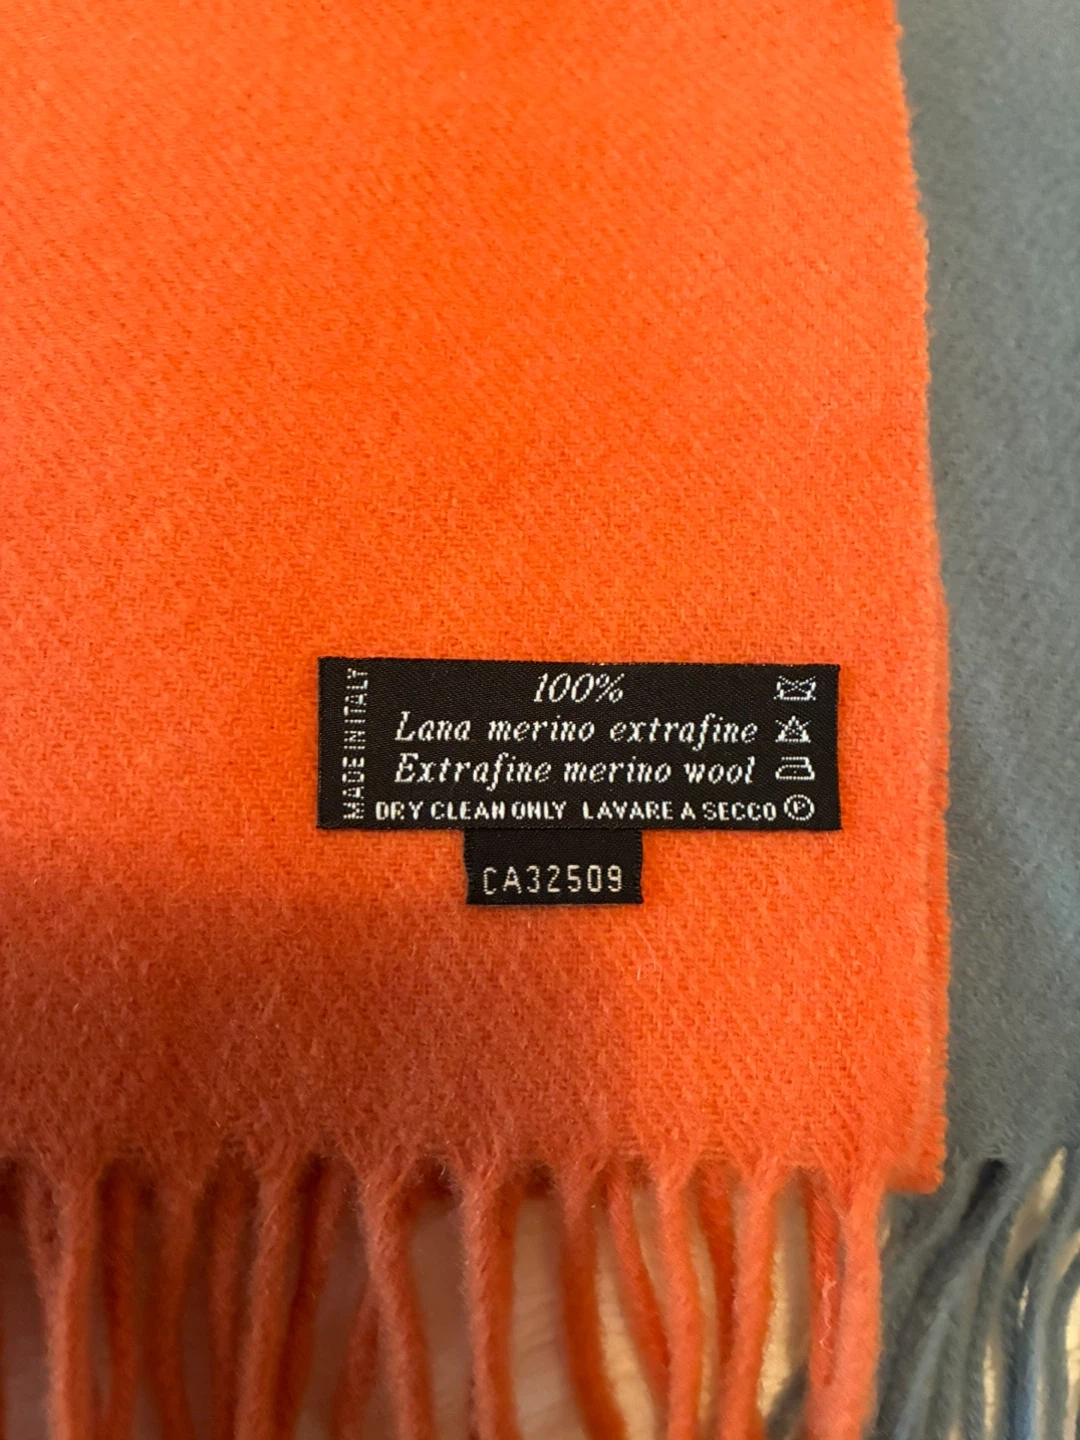 MADE IN ITALY
100%
Lana merino extrafine
Extrafine merino wool
DRY CLEAN ONLY LAVARE A SECCO P
CA32509